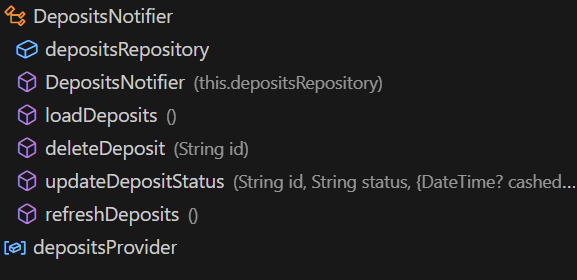 DepositsNotifier
depositsRepository
DepositsNotifier (this.depositsRepository)
loadDeposits ()
deleteDeposit (String id)
updateDepositStatus (String id, String status, {DateTime? cashed...
refreshDeposits ()
depositsProvider